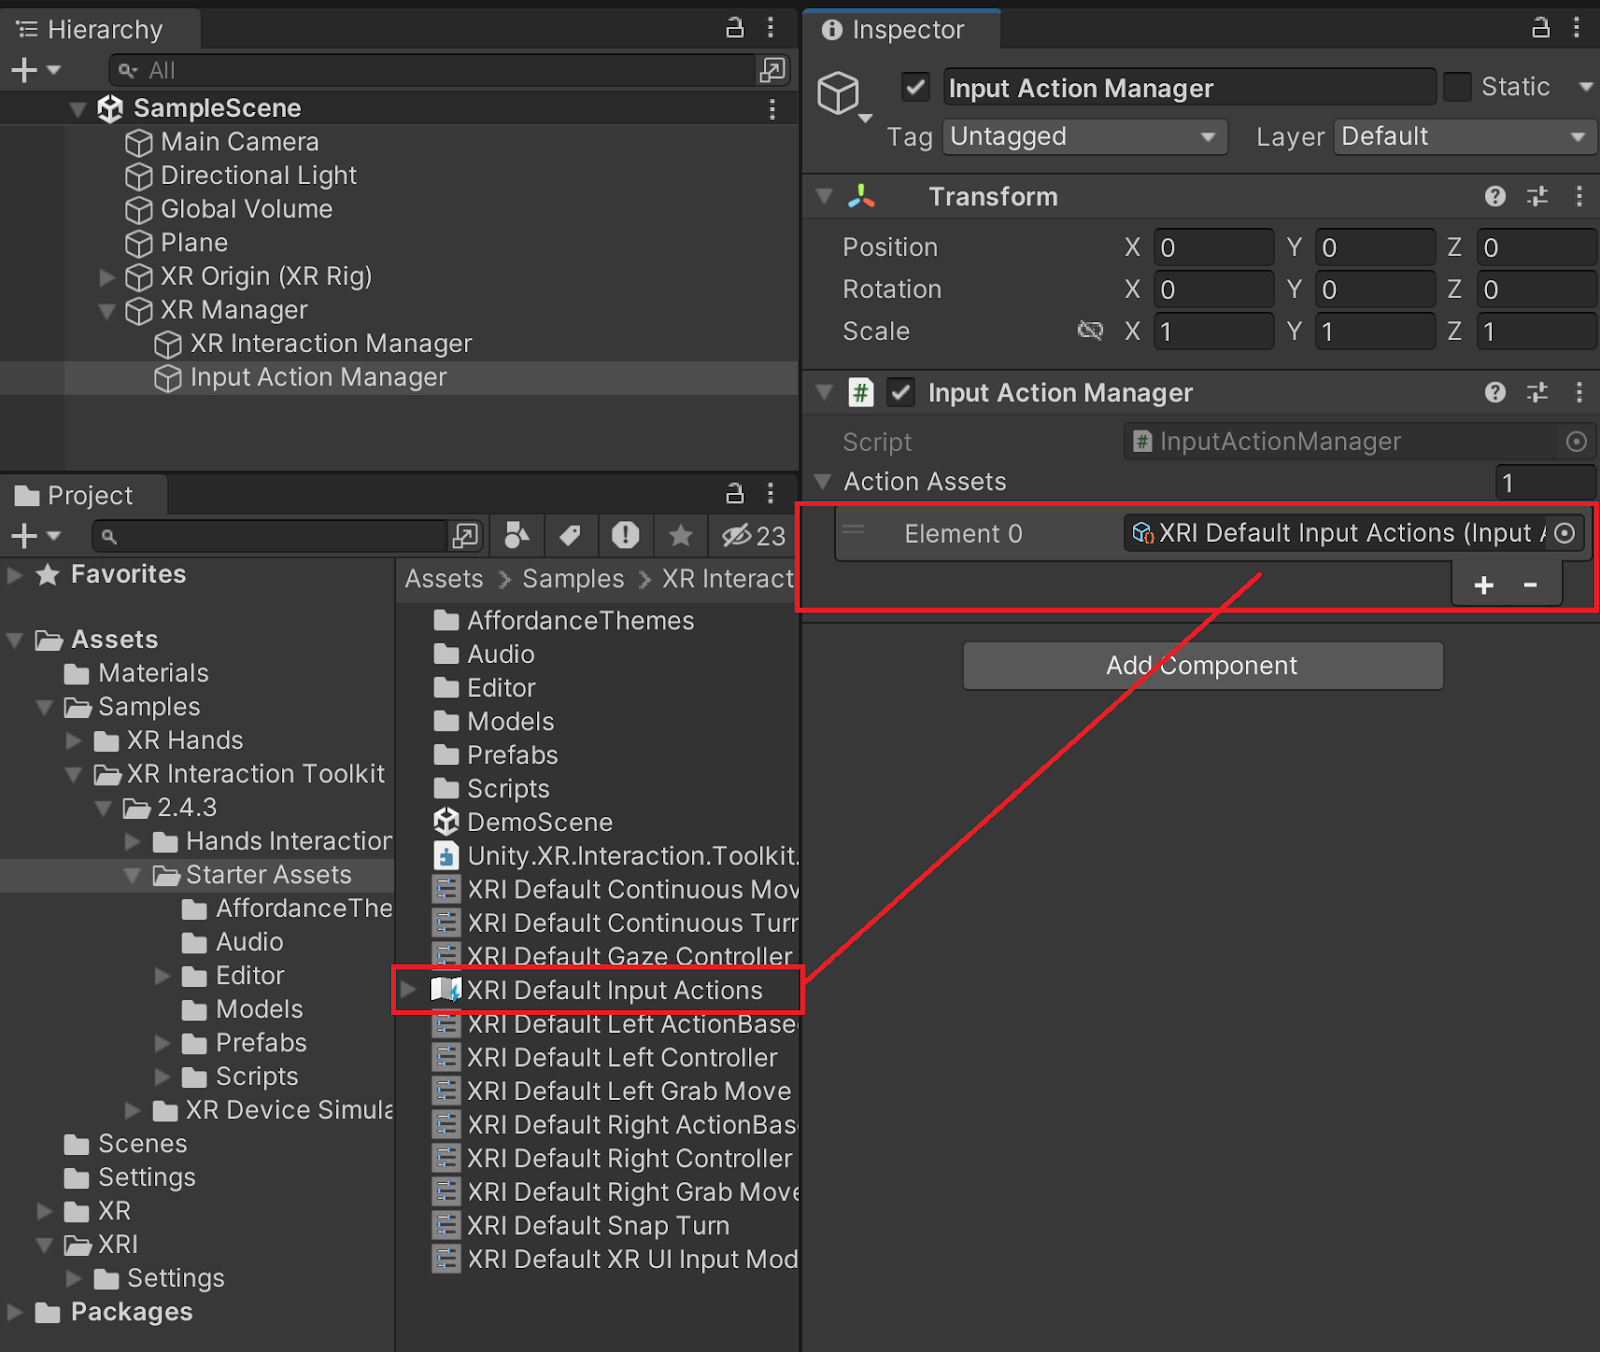 Hierarchy
All
SampleScene
Main Camera
Directional Light
Global Volume
Plane
XR Origin (XR Rig)
XR Manager
XR Interaction Manager
Input Action Manager
Project
23
Favorites
Assets
Materials
Samples
XR Hands
XR Interaction Toolkit
2.4.3
Hands Interaction
Starter Assets
AffordanceThe
Audio
Editor
Models
Prefabs
Scripts
XR Device Simula
Scenes
Settings
XR
XRI
Settings
Packages
Assets > Samples > XR Interact
AffordanceThemes
Audio
Editor
Models
Prefabs
Scripts
DemoScene
Unity.XR.Interaction.Toolkit.
XRI Default Continuous Mov
XRI Default Continuous Turn
XRI Default Gaze Controller
XRI Default Input Actions
XRI Default Left ActionBase
XRI Default Left Controller
XRI Default Left Grab Move
XRI Default Right ActionBas
XRI Default Right Controller
XRI Default Right Grab Move
XRI Default Snap Turn
XRI Default XR UI Input Mod
Inspector
Input Action Manager Static
Tag Untagged Layer Default
Transform
Position X 0 Y 0 Z 0
Rotation X 0 Y 0 Z 0
Scale X 1 Y 1 Z 1
# Input Action Manager
Script # InputActionManager
Action Assets 1
Element 0 XRI Default Input Actions (Input A
+ -
Add Component